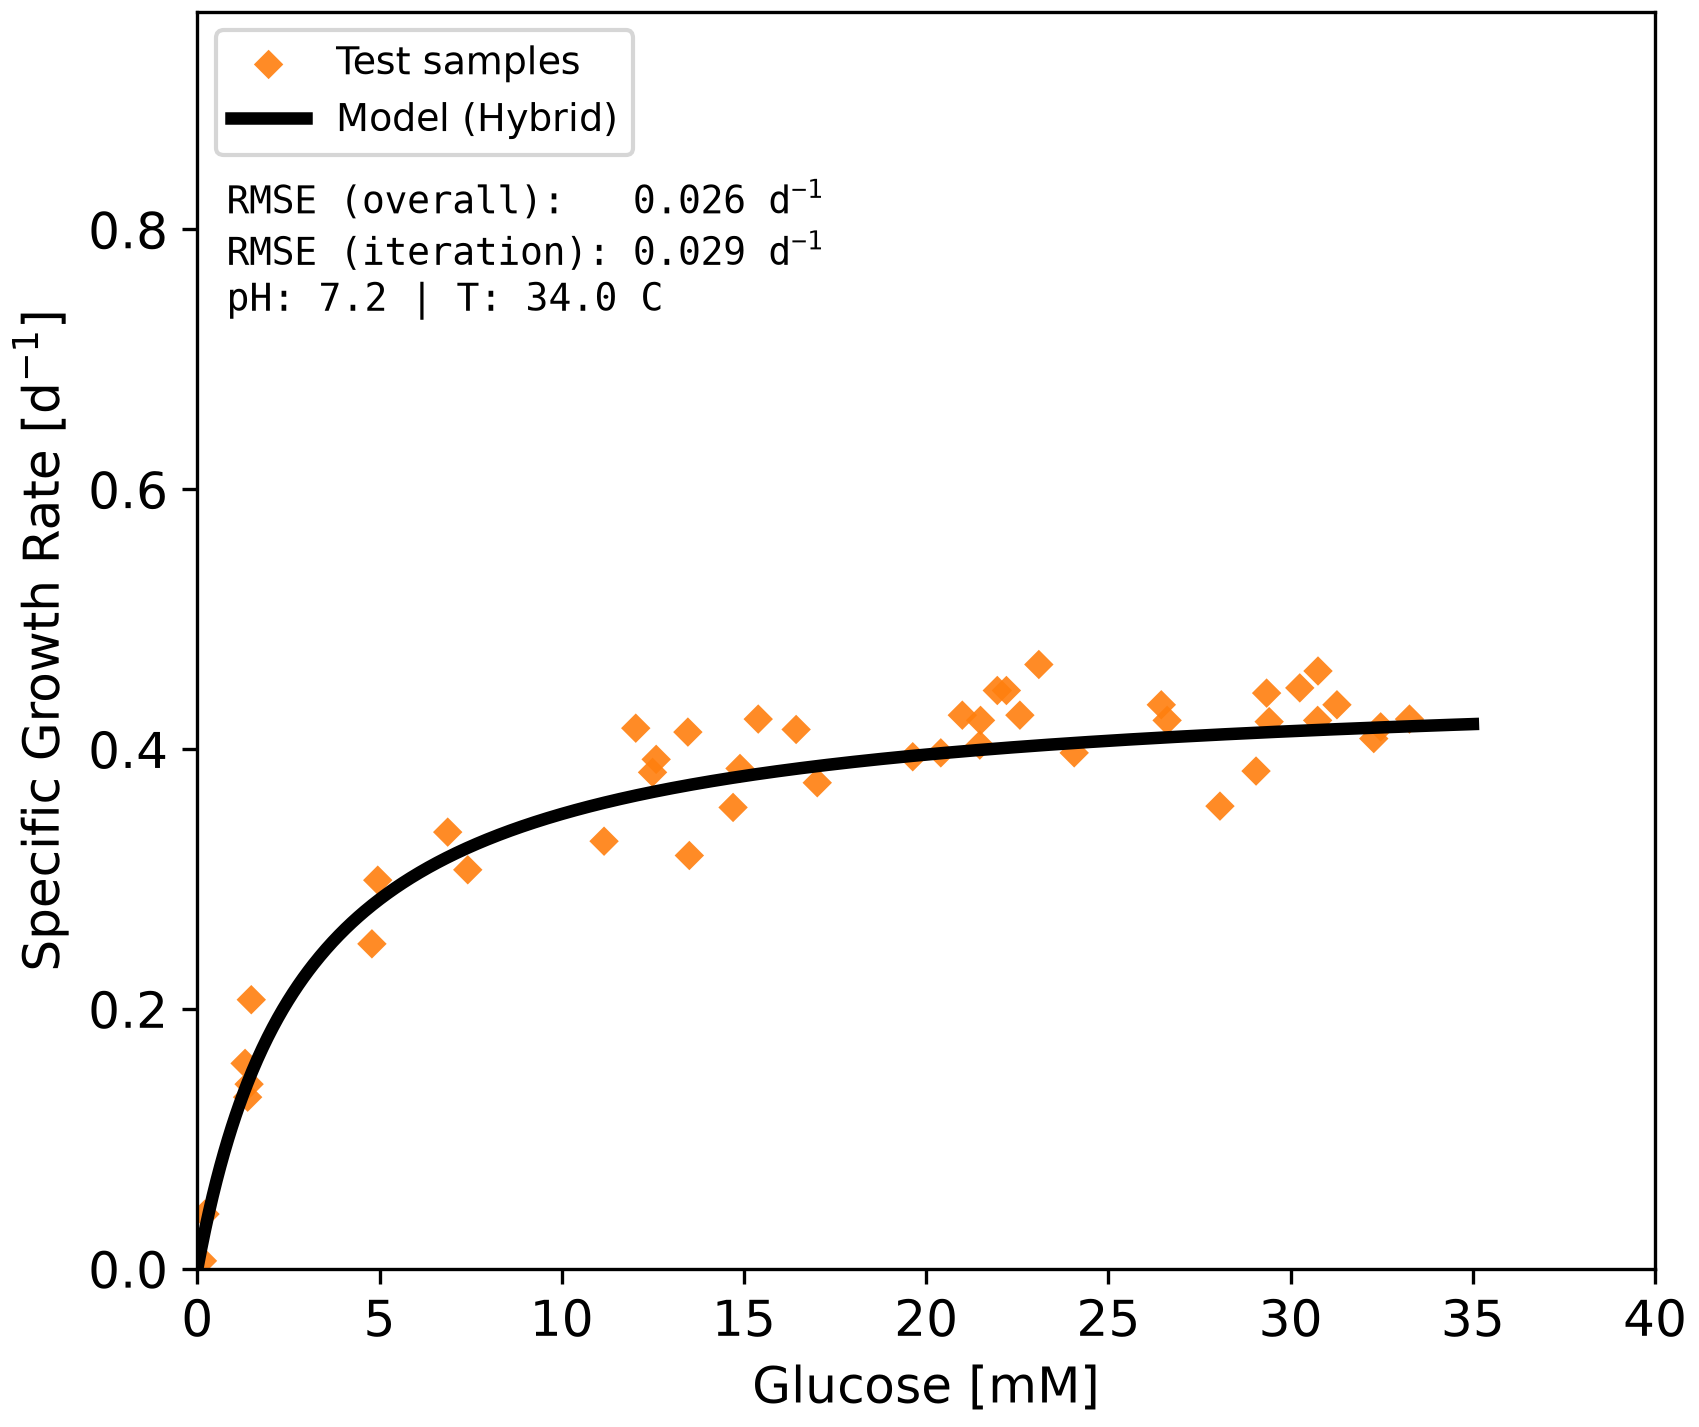 Test samples
Model (Hybrid)
RMSE (overall):   0.026 d⁻¹
RMSE (iteration): 0.029 d⁻¹
pH: 7.2 | T: 34.0 C
0.8
0.6
0.4
0.2
0.0
Specific Growth Rate [d⁻¹]
0 5 10 15 20 25 30 35 40
Glucose [mM]